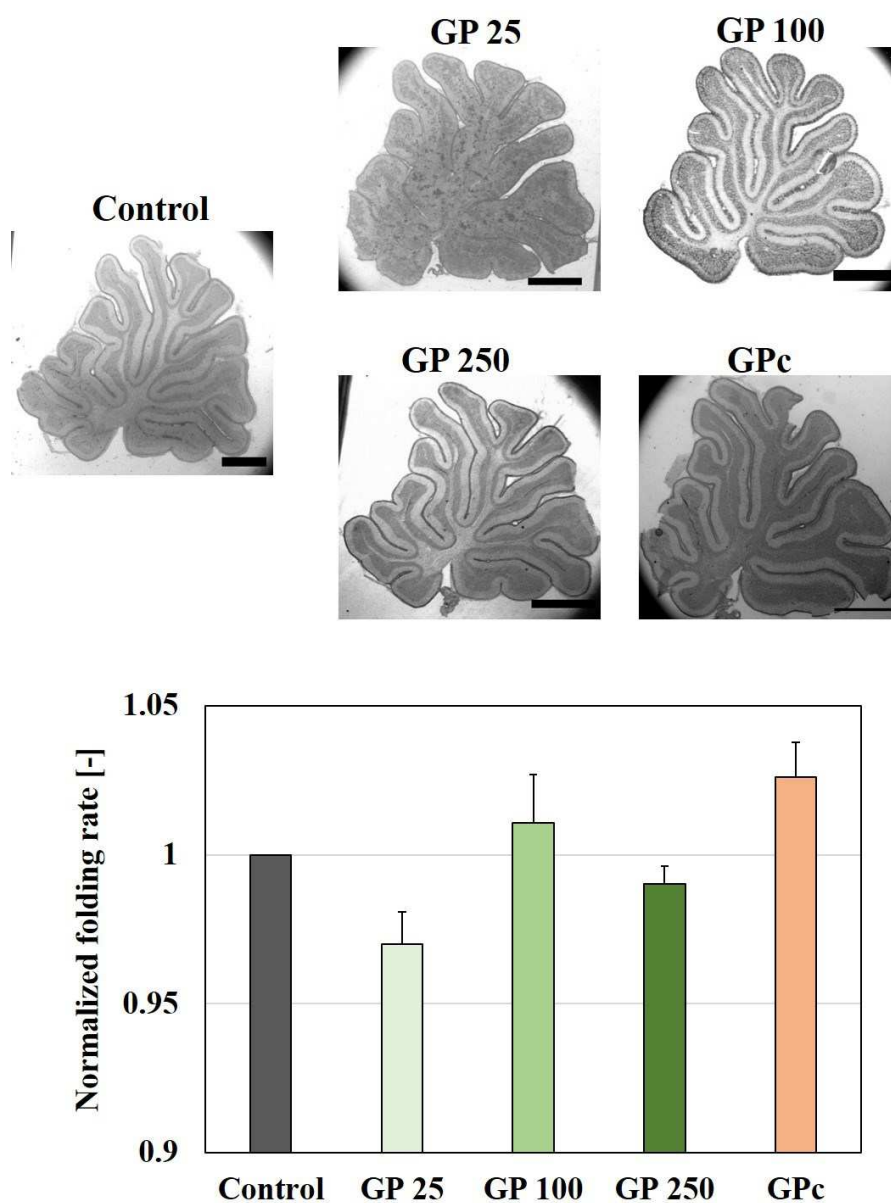 GP 25
GP 100
Control
GP 250
GPc
1.05
1
0.95
0.9
Normalized folding rate [-]
Control
GP 25
GP 100
GP 250
GPc